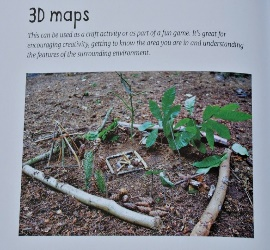 3D maps
This can be used as a craft activity or as part of a fun game. It's great for
encouraging creativity, getting to know the area you are in and understanding
the features of the surrounding environment.